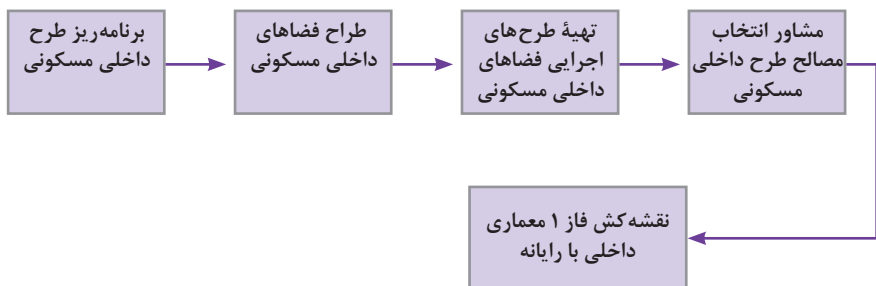 برنامه‌ریز طرح
داخلی مسکونی
طراح فضاهای
داخلی مسکونی
تهیۀ طرح‌های
اجرایی فضاهای
داخلی مسکونی
مشاور انتخاب
مصالح طرح داخلی
مسکونی
نقشه‌کش فاز ۱ معماری
داخلی با رایانه